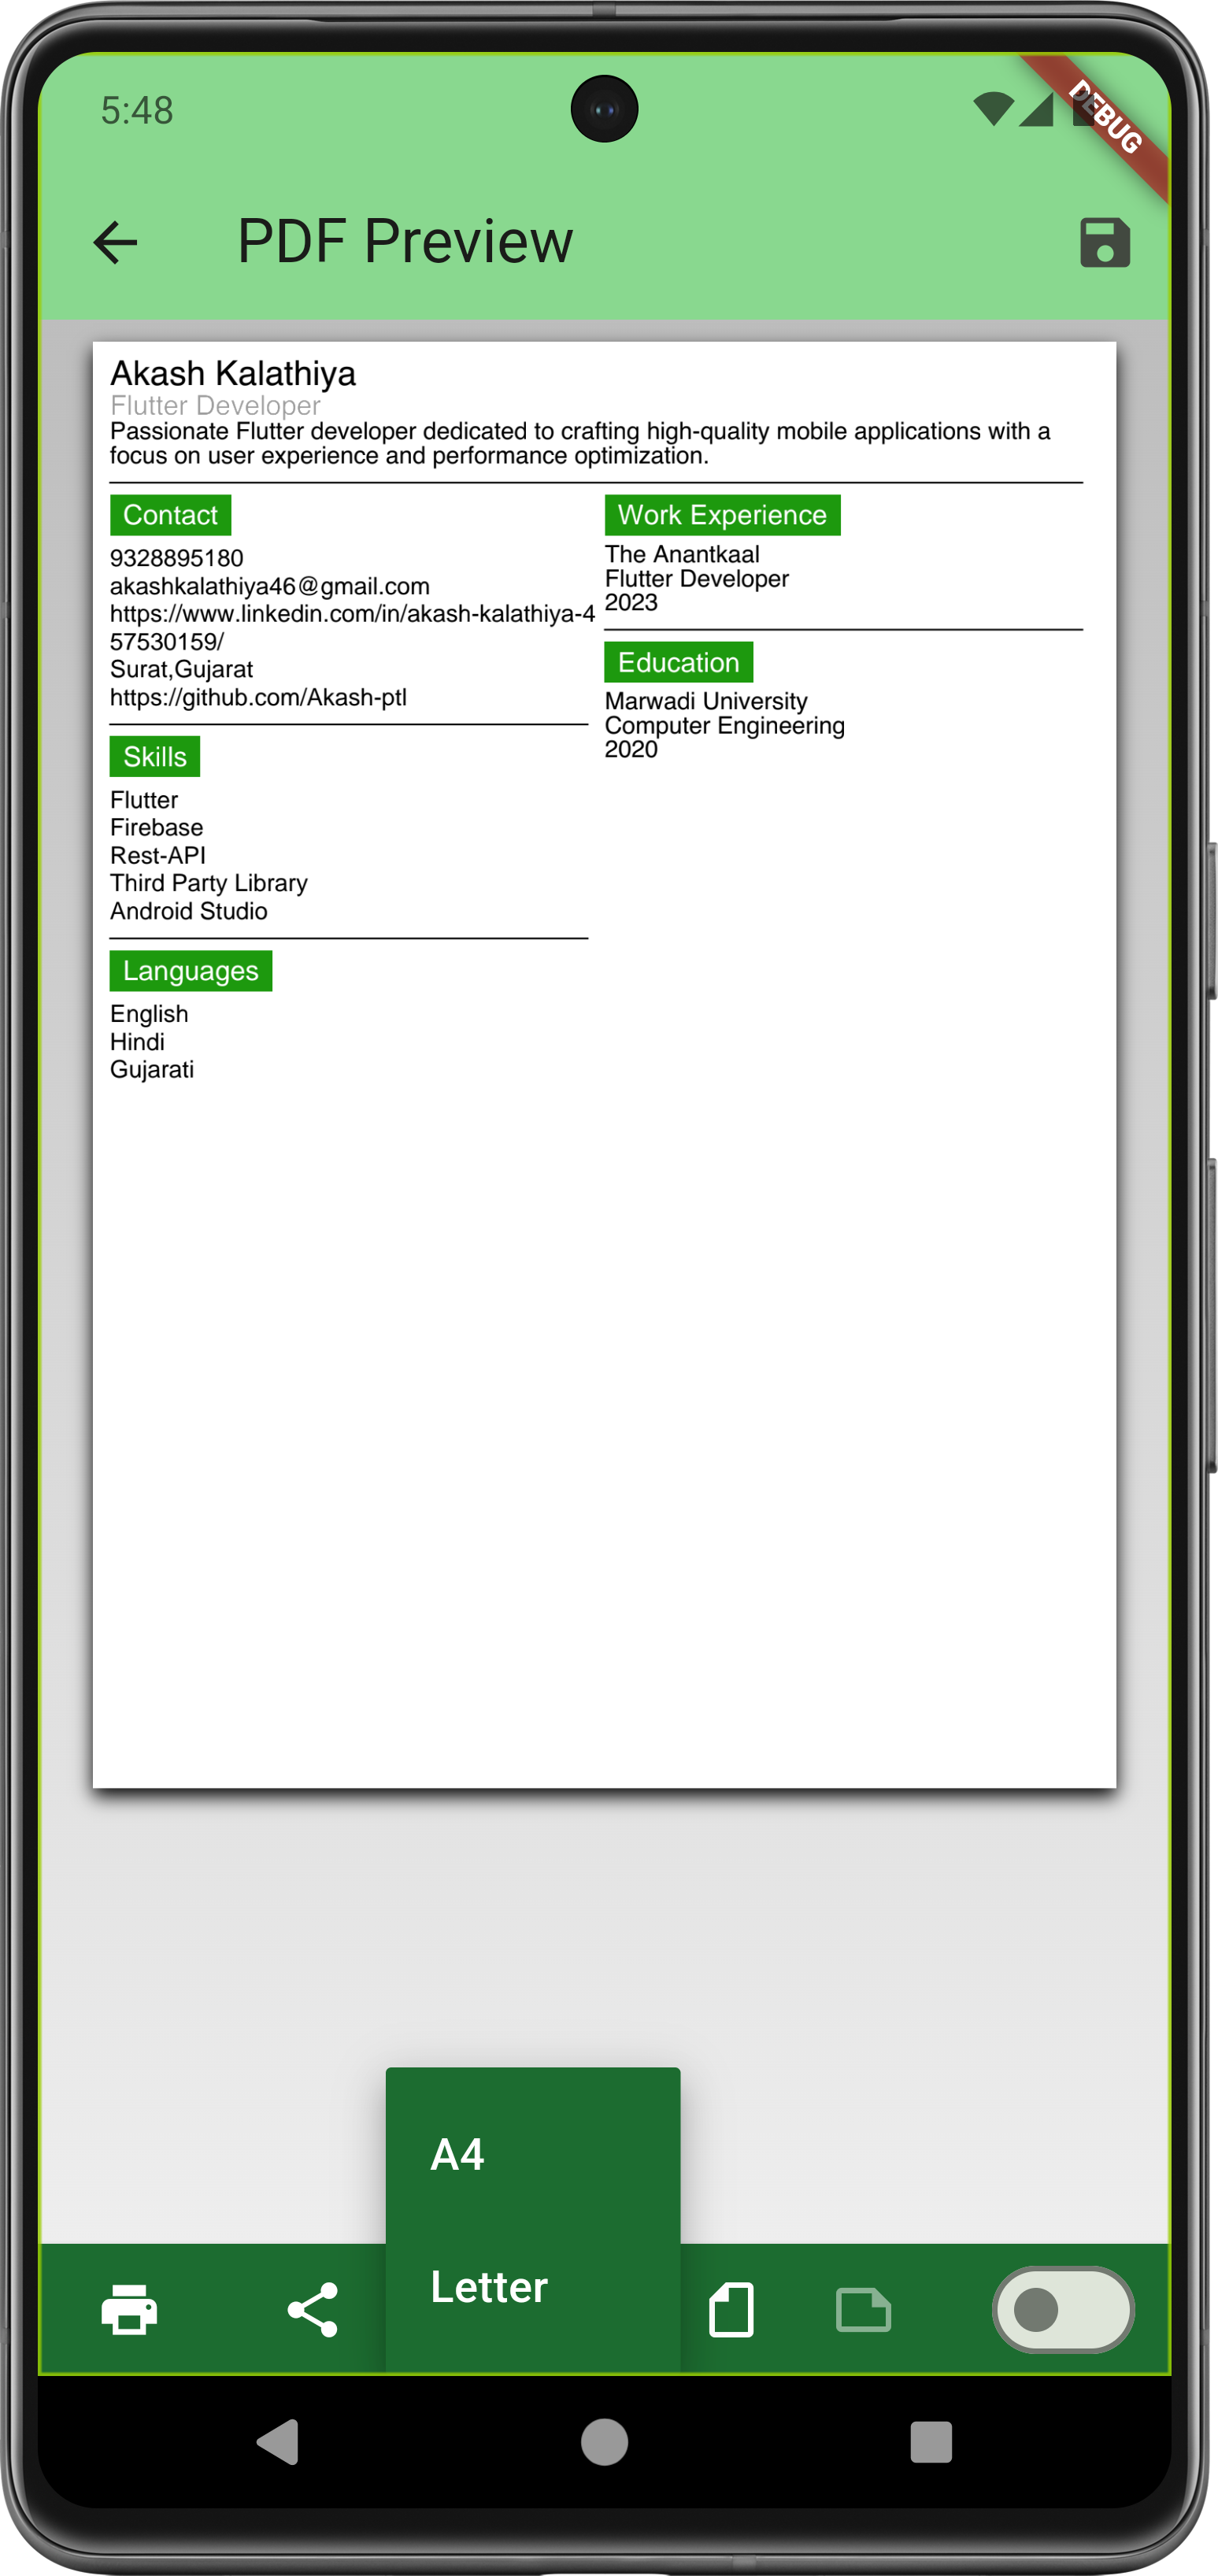 5:48
DEBUG
PDF Preview
Akash Kalathiya
Flutter Developer
Passionate Flutter developer dedicated to crafting high-quality mobile applications with a
focus on user experience and performance optimization.
Contact
9328895180
akashkalathiya46@gmail.com
https://www.linkedin.com/in/akash-kalathiya-4
57530159/
Surat,Gujarat
https://github.com/Akash-ptl
Skills
Flutter
Firebase
Rest-API
Third Party Library
Android Studio
Languages
English
Hindi
Gujarati
Work Experience
The Anantkaal
Flutter Developer
2023
Education
Marwadi University
Computer Engineering
2020
A4
Letter